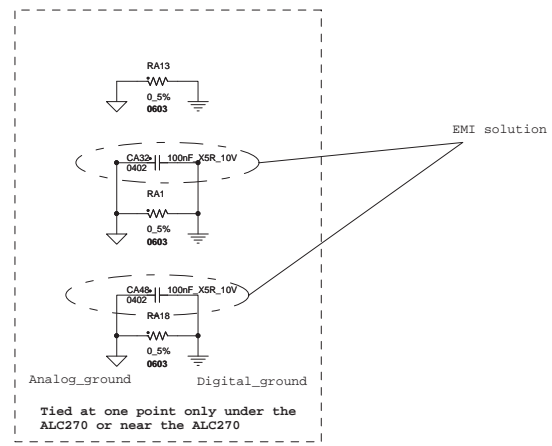 RA13
0_5%
0603
EMI solution
CA32 100nF_X5R_10V
0402
RA1
0_5%
0603
CA48 100nF_X5R_10V
0402
RA18
0_5%
0603
Analog_ground Digital_ground
Tied at one point only under the
ALC270 or near the ALC270